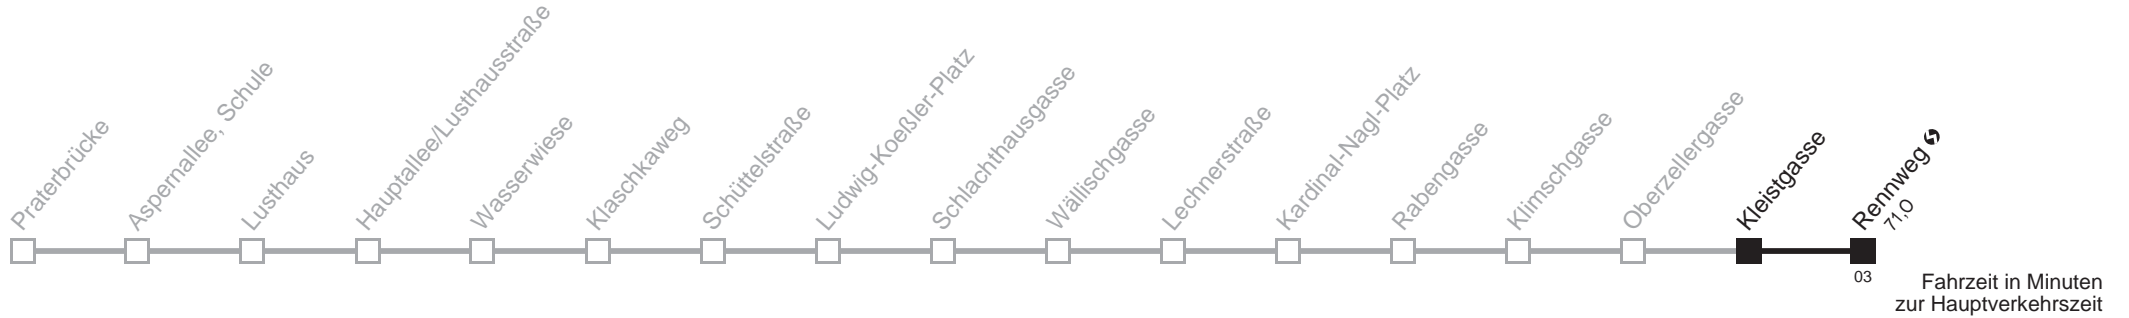 Praterbrücke
Aspernallee, Schule
Lusthaus
Hauptallee/Lusthausstraße
Wasserwiese
Klaschkaweg
Schüttelstraße
Ludwig-Koeßler-Platz
Schlachthausgasse
Wällischgasse
Lechnerstraße
Kardinal-Nagl-Platz
Rabengasse
Klimschgasse
Oberzellergasse
Kleistgasse
Rennweg
71,O
03
Fahrzeit in Minuten
zur Hauptverkehrszeit